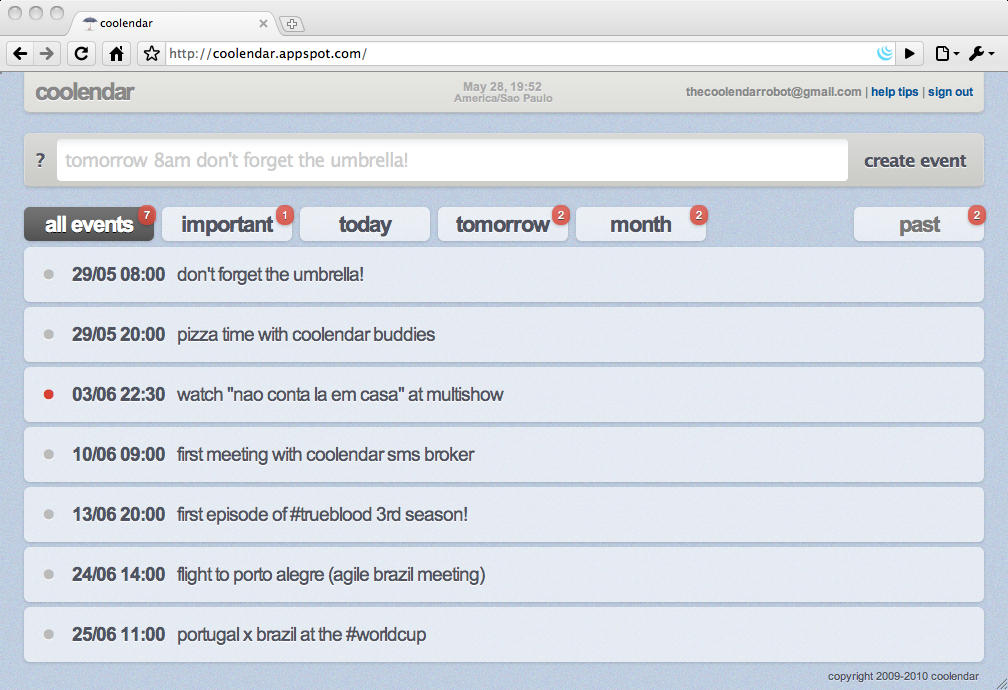 coolendar
http://coolendar.appspot.com/
coolendar
May 28, 19:52
America/Sao Paulo
thecoolendarrobot@gmail.com | help tips | sign out
? tomorrow 8am don't forget the umbrella! create event
all events 7 important 1 today tomorrow 2 month 2 past 2
29/05 08:00 don't forget the umbrella!
29/05 20:00 pizza time with coolendar buddies
03/06 22:30 watch "nao conta la em casa" at multishow
10/06 09:00 first meeting with coolendar sms broker
13/06 20:00 first episode of #trueblood 3rd season!
24/06 14:00 flight to porto alegre (agile brazil meeting)
25/06 11:00 portugal x brazil at the #worldcup
copyright 2009-2010 coolendar